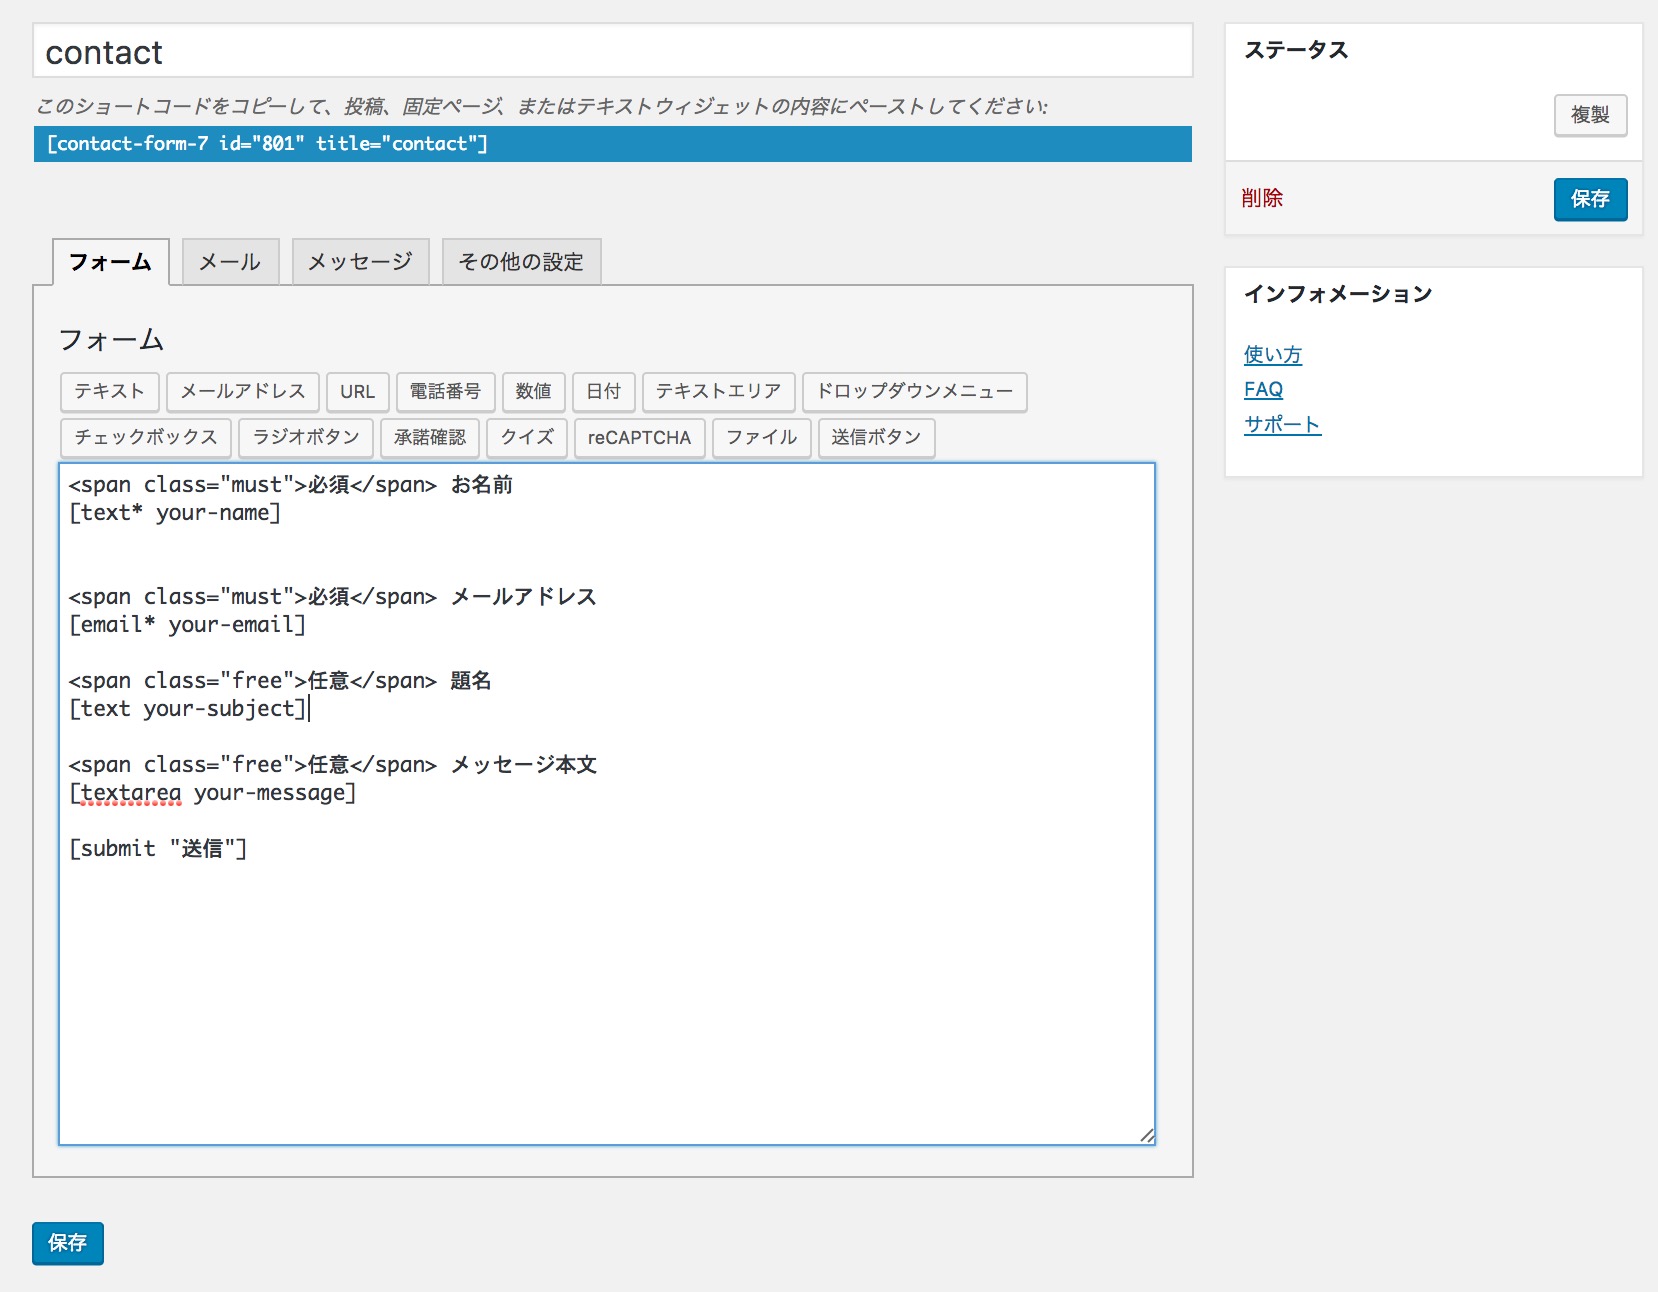 contact
このショートコードをコピーして、投稿、固定ページ、またはテキストウィジェットの内容にペーストしてください:
[contact-form-7 id="801" title="contact"]
フォーム メール メッセージ その他の設定
フォーム
テキスト メールアドレス URL 電話番号 数値 日付 テキストエリア ドロップダウンメニュー
チェックボックス ラジオボタン 承諾確認 クイズ reCAPTCHA ファイル 送信ボタン
<span class="must">必須</span> お名前
[text* your-name]
<span class="must">必須</span> メールアドレス
[email* your-email]
<span class="free">任意</span> 題名
[text your-subject]
<span class="free">任意</span> メッセージ本文
[textarea your-message]
[submit "送信"]
保存
ステータス
複製
削除 保存
インフォメーション
使い方
FAQ
サポート